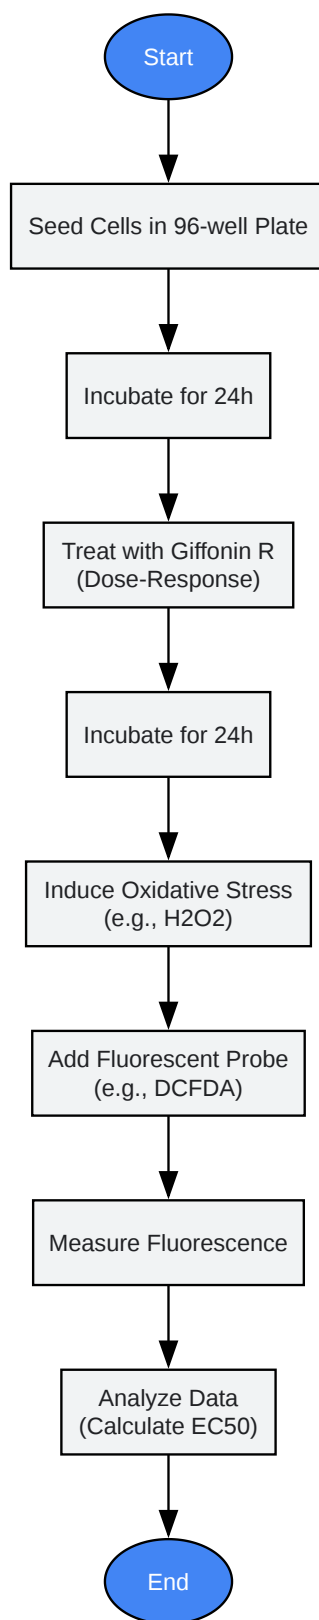 Start
Seed Cells in 96-well Plate
Incubate for 24h
Treat with Giffonin R
(Dose-Response)
Incubate for 24h
Induce Oxidative Stress
(e.g., H2O2)
Add Fluorescent Probe
(e.g., DCFDA)
Measure Fluorescence
Analyze Data
(Calculate EC50)
End